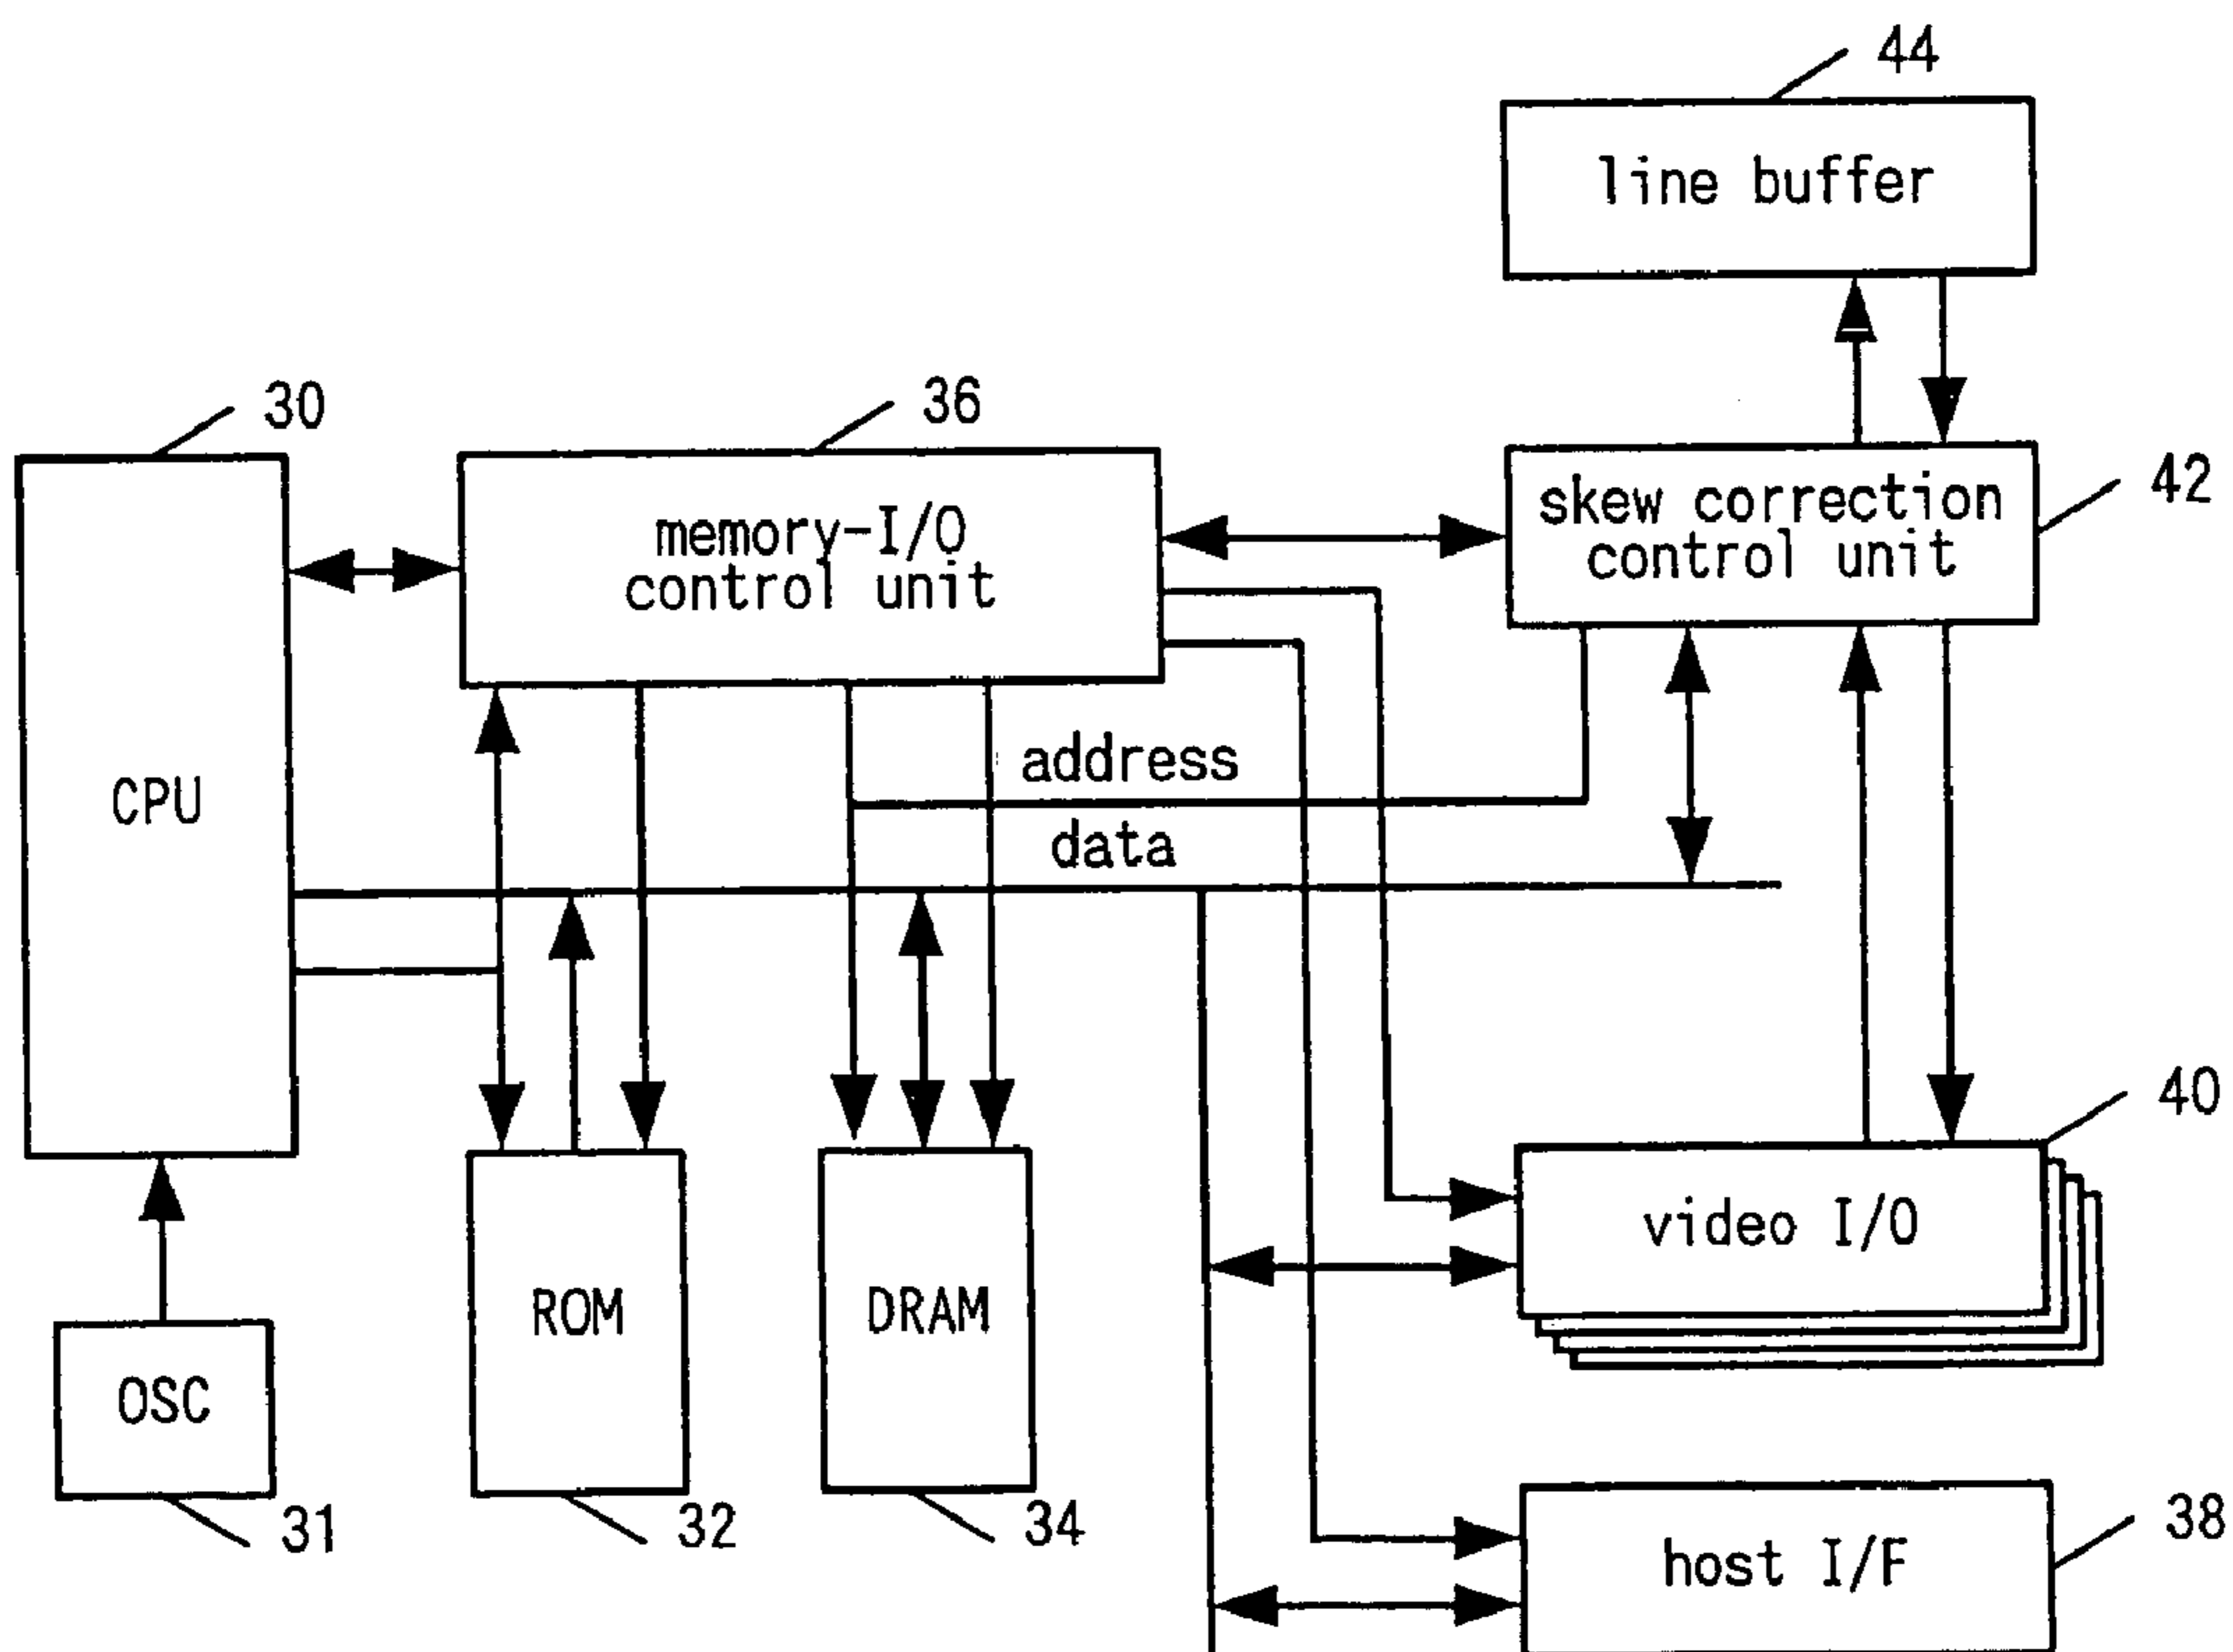 44
line buffer
30
36
42
skew correction
control unit
memory-I/O
control unit
address
CPU
data
40
video I/O
ROM
DRAM
OSC
31
32
34
38
host I/F